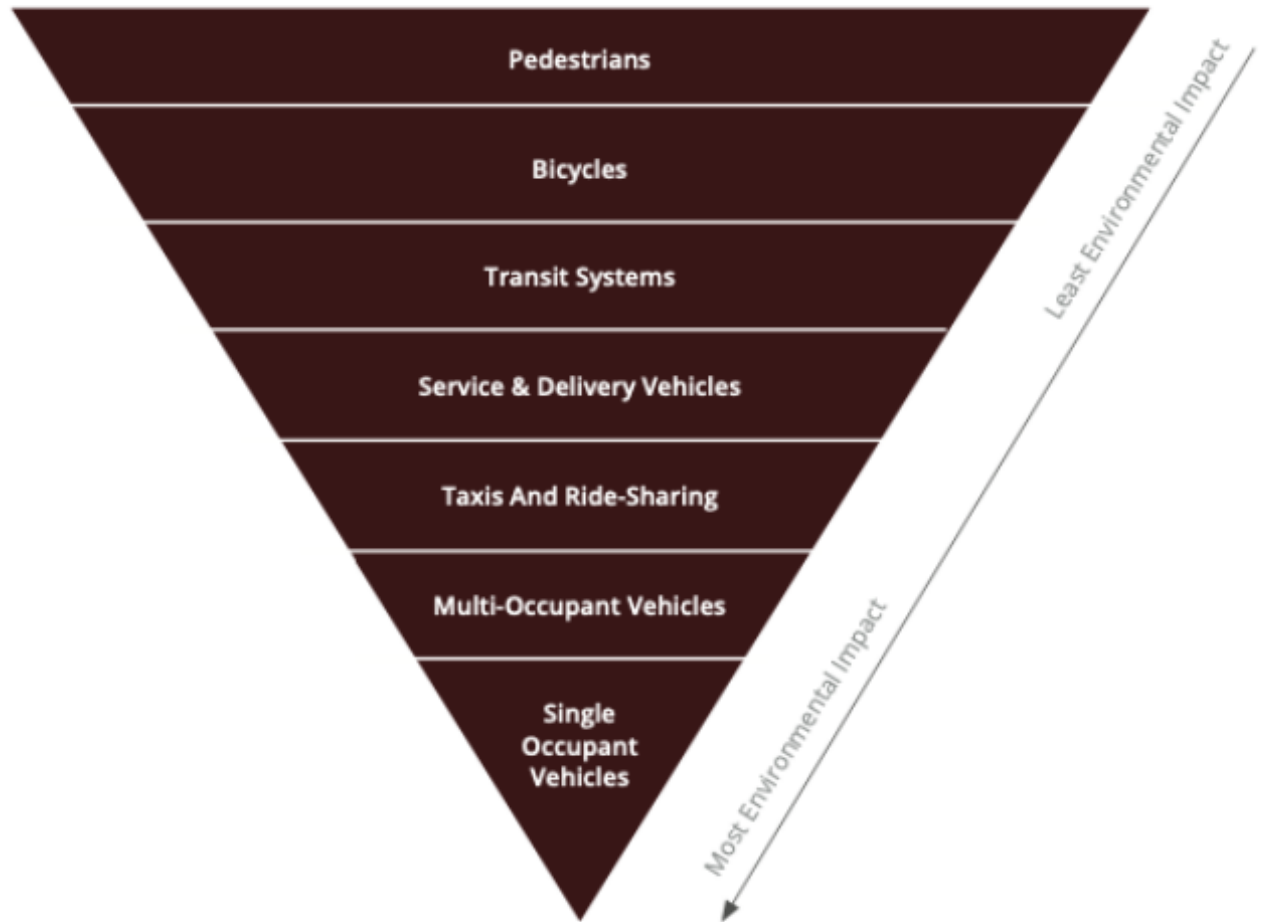 Pedestrians
Bicycles
Transit Systems
Service & Delivery Vehicles
Taxis And Ride-Sharing
Multi-Occupant Vehicles
Single
Occupant
Vehicles
Least Environmental Impact
Most Environmental Impact